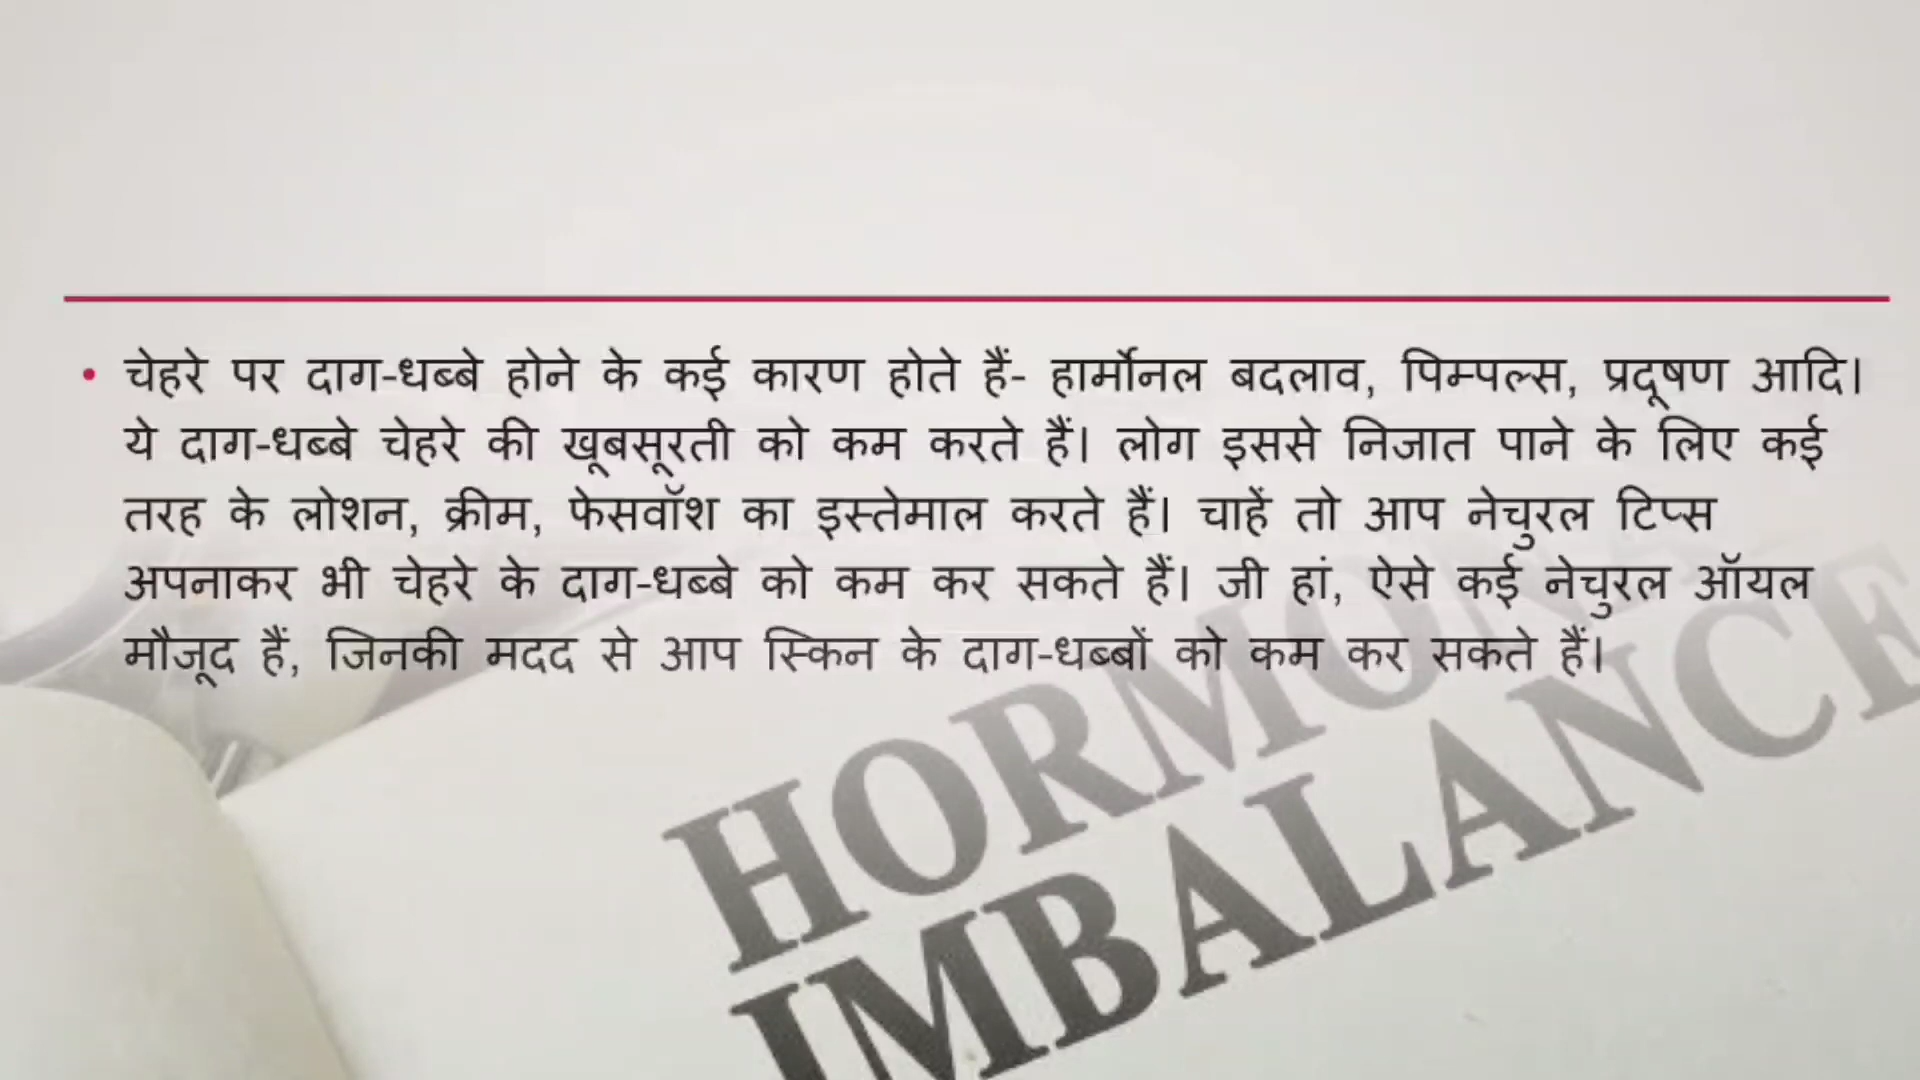 • चेहरे पर दाग-धब्बे होने के कई कारण होते हैं- हार्मोनल बदलाव, पिम्पल्स, प्रदूषण आदि।
ये दाग-धब्बे चेहरे की खूबसूरती को कम करते हैं। लोग इससे निजात पाने के लिए कई
तरह के लोशन, क्रीम, फेसवॉश का इस्तेमाल करते हैं। चाहें तो आप नेचुरल टिप्स
अपनाकर भी चेहरे के दाग-धब्बे को कम कर सकते हैं। जी हां, ऐसे कई नेचुरल ऑयल
मौजूद हैं, जिनकी मदद से आप स्किन के दाग-धब्बों को कम कर सकते हैं।
HORMON
IMBALANCE